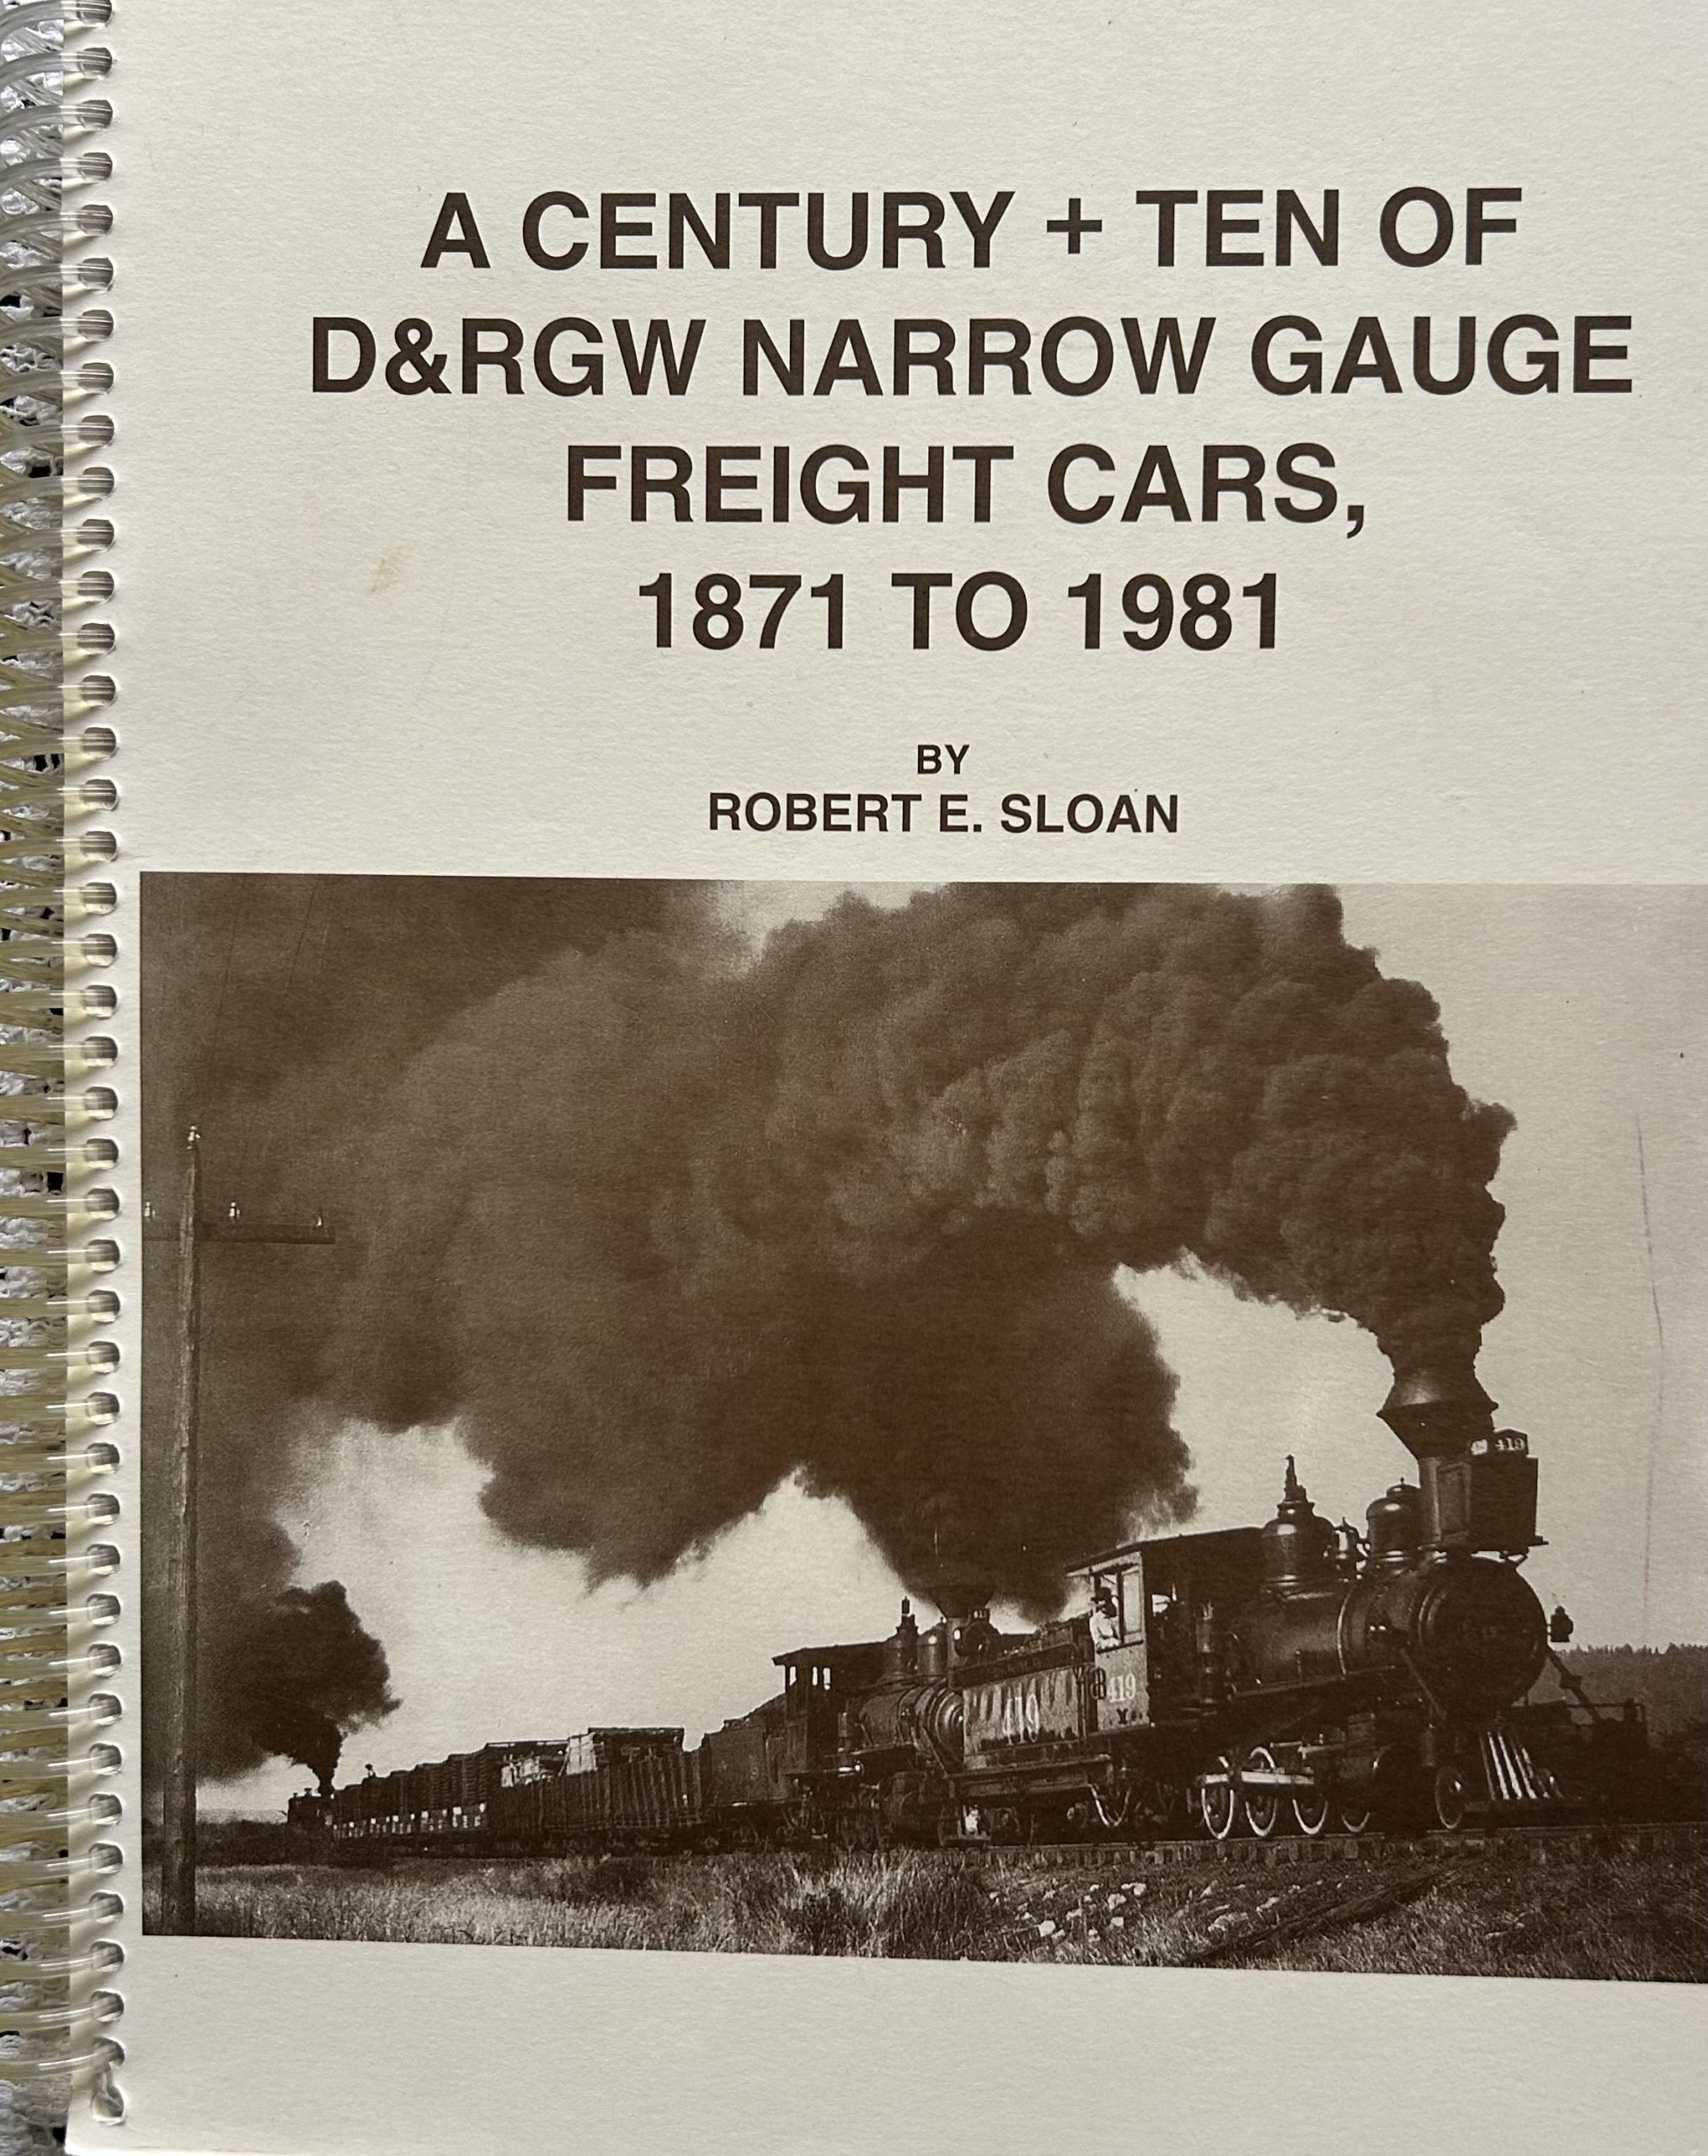 A CENTURY + TEN OF
D&RGW NARROW GAUGE
FREIGHT CARS,
1871 TO 1981
BY
ROBERT E. SLOAN
419
419
419